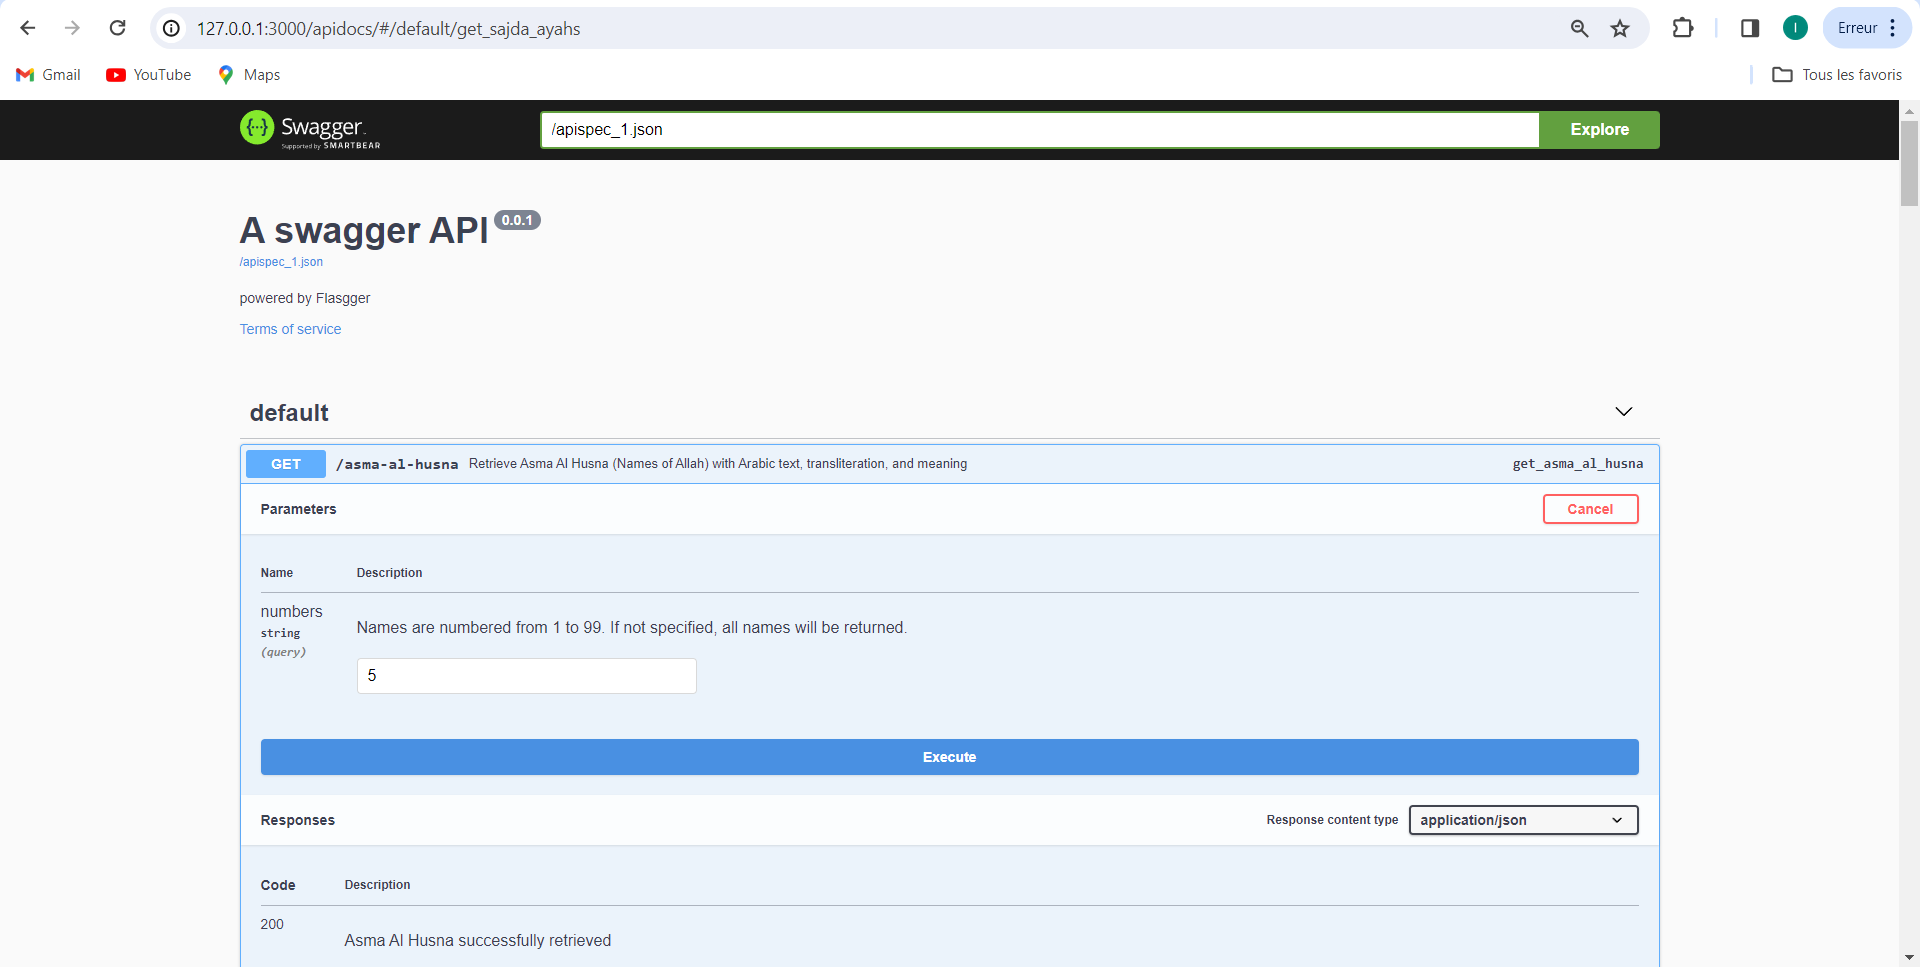 127.0.0.1:3000/apidocs/#/default/get_sajda_ayahs
I
Erreur
Gmail
YouTube
Maps
Tous les favoris
Swagger
Supported by SMARTBEAR
/apispec_1.json
Explore
A swagger API 0.0.1
/apispec_1.json
powered by Flasgger
Terms of service
default
GET /asma-al-husna Retrieve Asma Al Husna (Names of Allah) with Arabic text, transliteration, and meaning get_asma_al_husna
Parameters
Cancel
Name Description
numbers
string
(query)
Names are numbered from 1 to 99. If not specified, all names will be returned.
5
Execute
Responses
Response content type application/json
Code Description
200
Asma Al Husna successfully retrieved